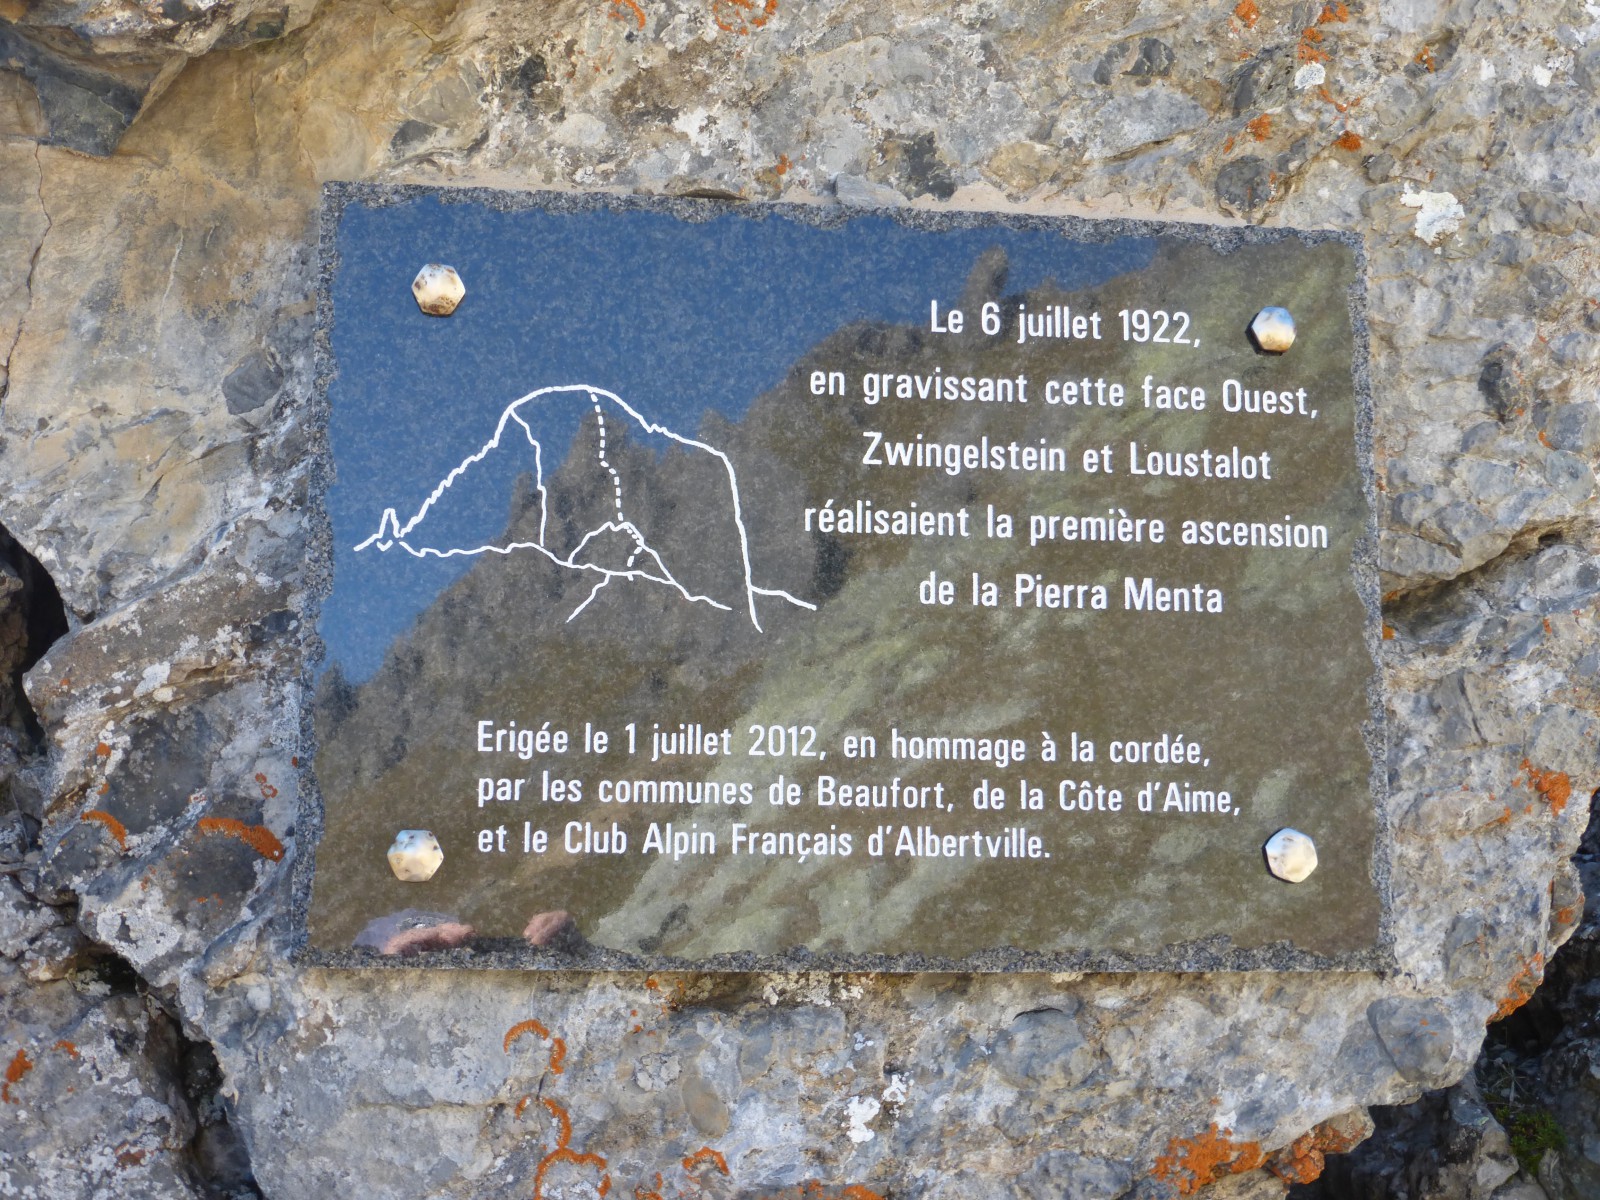 Le 6 juillet 1922,
en gravissant cette face Ouest,
Zwingelstein et Loustalot
réalisaient la première ascension
de la Pierra Menta
Erigée le 1 juillet 2012, en hommage à la cordée,
par les communes de Beaufort, de la Côte d'Aime,
et le Club Alpin Français d'Albertville.